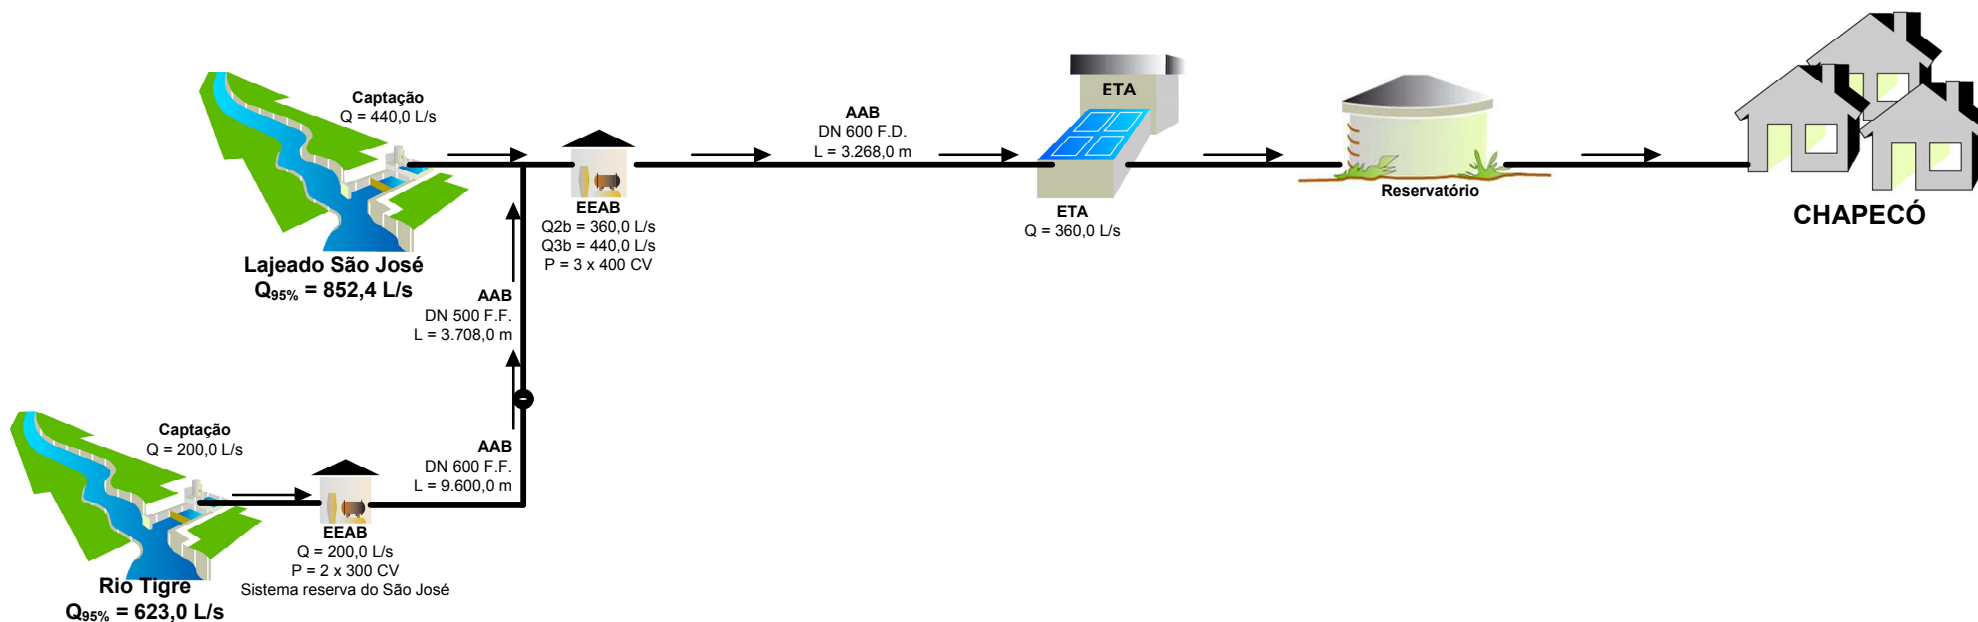 Captação
Q = 440,0 L/s
Lajeado São José
Q95% = 852,4 L/s
EEAB
Q2b = 360,0 L/s
Q3b = 440,0 L/s
P = 3 x 400 CV
AAB
DN 600 F.D.
L = 3.268,0 m
ETA
ETA
Q = 360,0 L/s
Reservatório
CHAPECÓ
AAB
DN 500 F.F.
L = 3.708,0 m
AAB
DN 600 F.F.
L = 9.600,0 m
Captação
Q = 200,0 L/s
EEAB
Q = 200,0 L/s
P = 2 x 300 CV
Sistema reserva do São José
Rio Tigre
Q95% = 623,0 L/s